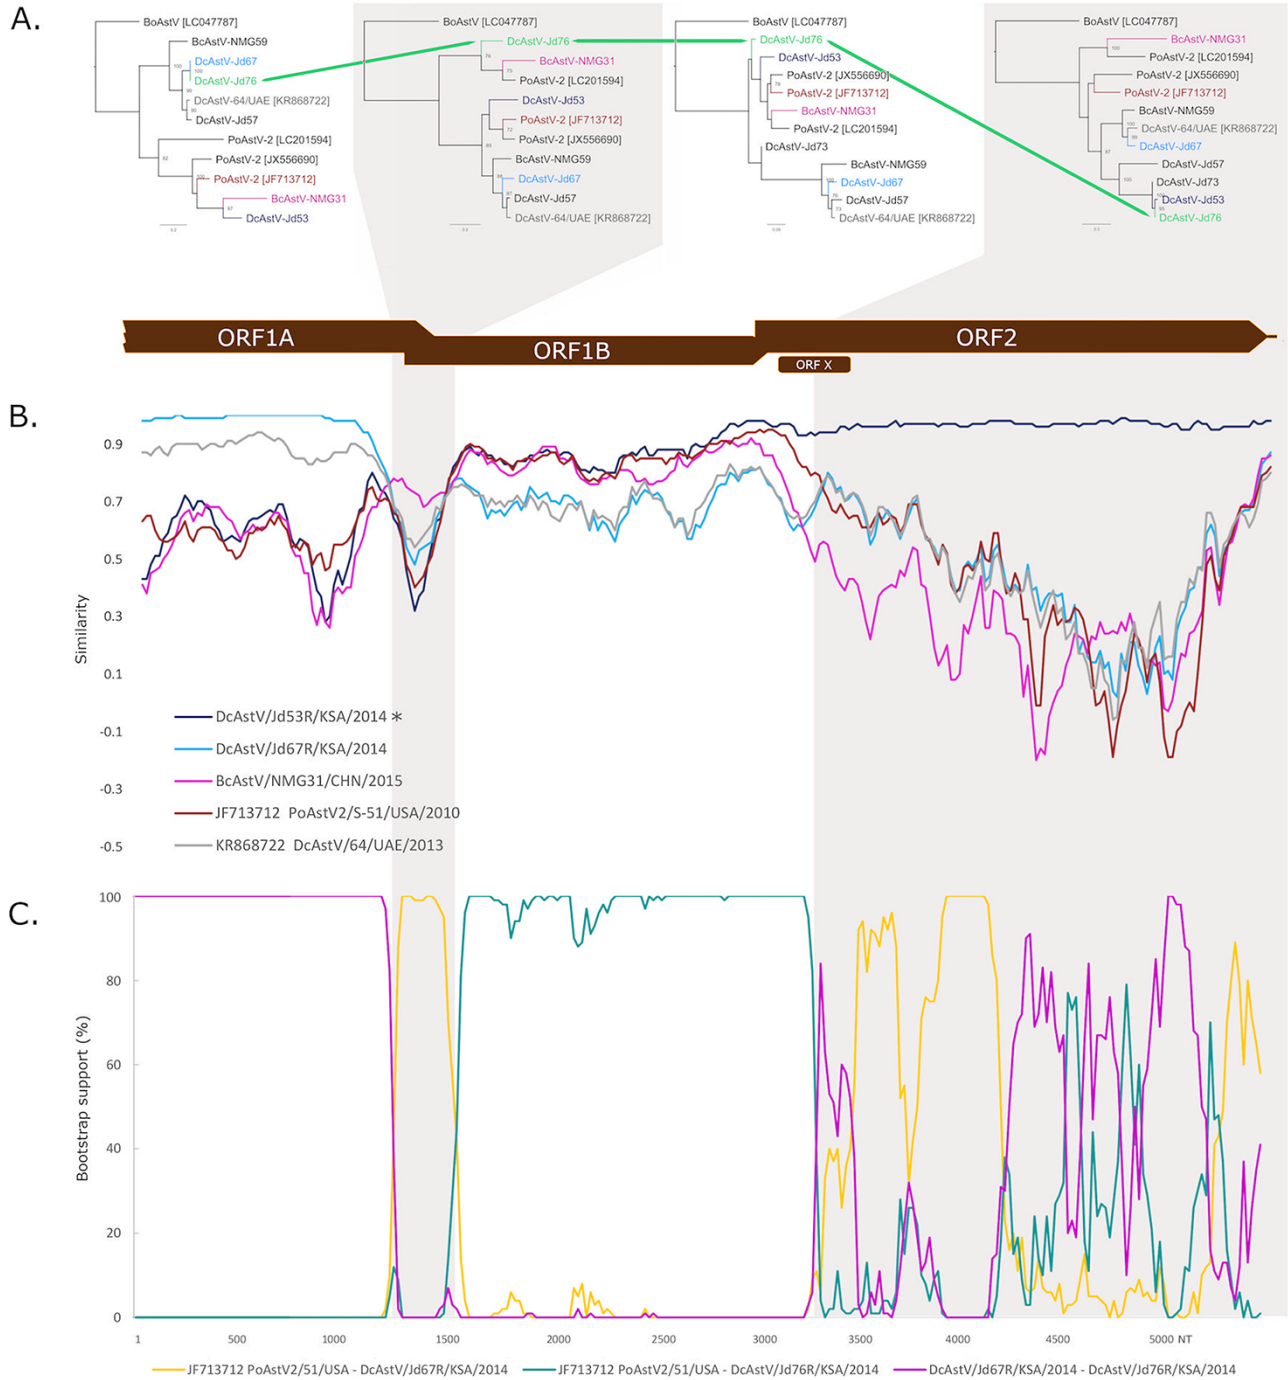 A.
BoAstV [LC047787]
BcAstV-NMG59
DcAstV-Jd67
DcAstV-Jd76
DcAstV-64/UAE [KR868722]
DcAstV-Jd57
PoAstV-2 [LC201594]
PoAstV-2 [JX556690]
PoAstV-2 [JF713712]
BcAstV-NMG31
DcAstV-Jd53
0.2
BoAstV [LC047787]
DcAstV-Jd76
BcAstV-NMG31
PoAstV-2 [LC201594]
DcAstV-Jd53
PoAstV-2 [JF713712]
PoAstV-2 [JX556690]
BcAstV-NMG59
DcAstV-Jd67
DcAstV-Jd57
DcAstV-64/UAE [KR868722]
BoAstV [LC047787]
DcAstV-Jd76
DcAstV-Jd53
PoAstV-2 [JX556690]
PoAstV-2 [JF713712]
BcAstV-NMG31
PoAstV-2 [LC201594]
DcAstV-Jd73
BcAstV-NMG59
DcAstV-Jd67
DcAstV-Jd57
DcAstV-64/UAE [KR868722]
BoAstV [LC047787]
BcAstV-NMG31
PoAstV-2 [LC201594]
PoAstV-2 [JX556690]
PoAstV-2 [JF713712]
BcAstV-NMG59
DcAstV-64/UAE [KR868722]
DcAstV-Jd67
DcAstV-Jd57
DcAstV-Jd73
DcAstV-Jd53
DcAstV-Jd76
ORF1A
ORF1B
ORF2
ORF X
B.
Similarity
0.9
0.7
0.5
0.3
0.1
-0.1
-0.3
-0.5
DcAstV/Jd53R/KSA/2014 *
DcAstV/Jd67R/KSA/2014
BcAstV/NMG31/CHN/2015
JF713712 PoAstV2/S-51/USA/2010
KR868722 DcAstV/64/UAE/2013
C.
Bootstrap support (%)
100
80
60
40
20
0
1 500 1000 1500 2000 2500 3000 3500 4000 4500 5000 NT
JF713712 PoAstV2/51/USA - DcAstV/Jd67R/KSA/2014 JF713712 PoAstV2/51/USA - DcAstV/Jd76R/KSA/2014 DcAstV/Jd67R/KSA/2014 - DcAstV/Jd76R/KSA/2014